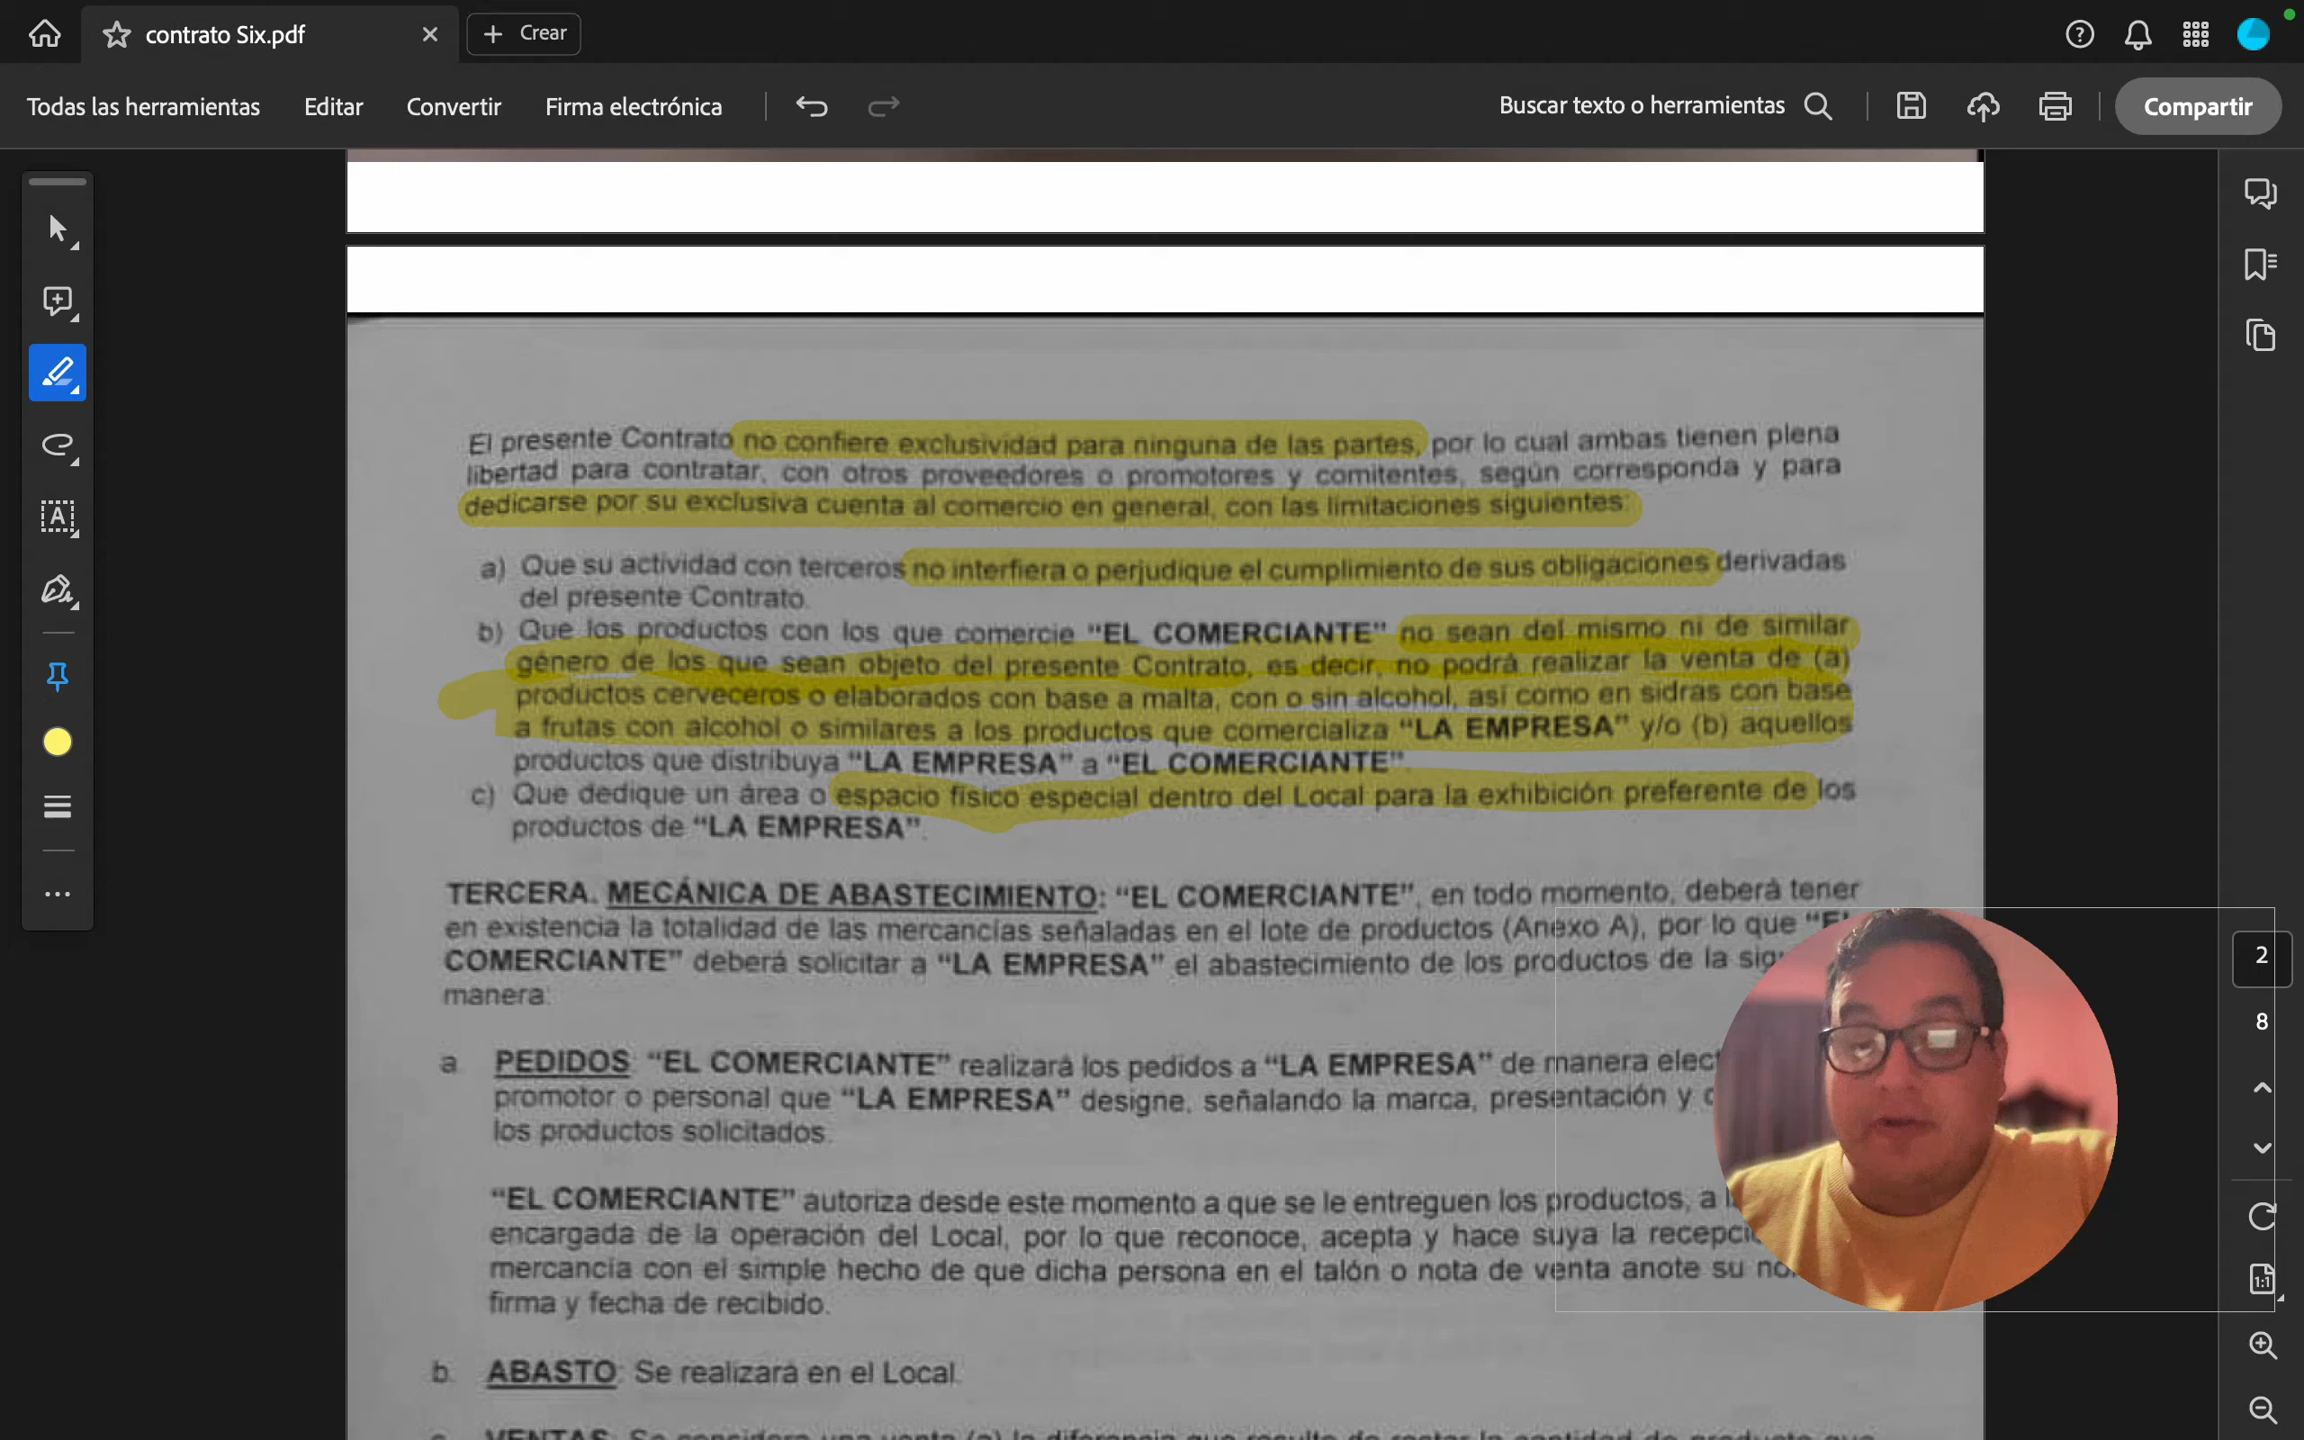 contrato Six.pdf
Crear
Todas las herramientas
Editar
Convertir
Firma electrónica
Buscar texto o herramientas
Compartir
El presente Contrato no confiere exclusividad para ninguna de las partes, por lo cual ambas tienen plena
libertad para contratar, con otros proveedores o promotores y comitentes, según corresponda y para
dedicarse por su exclusiva cuenta al comercio en general, con las limitaciones siguientes:
a) Que su actividad con terceros no interfiera o perjudique el cumplimiento de sus obligaciones derivadas
del presente Contrato.
b) Que los productos con los que comercie "EL COMERCIANTE" no sean del mismo ni de similar
género de los que sean objeto del presente Contrato, es decir, no podrá realizar la venta de (a)
productos cerveceros o elaborados con base a malta, con o sin alcohol, así como en sidras con base
a frutas con alcohol o similares a los productos que comercializa "LA EMPRESA" y/o (b) aquellos
productos que distribuya "LA EMPRESA" a "EL COMERCIANTE".
c) Que dedique un área o espacio físico especial dentro del Local para la exhibición preferente de los
productos de "LA EMPRESA".
TERCERA. MECÁNICA DE ABASTECIMIENTO: "EL COMERCIANTE", en todo momento, deberá tener
en existencia la totalidad de las mercancías señaladas en el lote de productos (Anexo A), por lo que "EL
COMERCIANTE" deberá solicitar a "LA EMPRESA" el abastecimiento de los productos de la
manera:
a. PEDIDOS: "EL COMERCIANTE" realizará los pedidos a "LA EMPRESA" de manera
promotor o personal que "LA EMPRESA" designe, señalando la marca, presentación y
los productos solicitados.
"EL COMERCIANTE" autoriza desde este momento a que se le entreguen los productos, a
encargada de la operación del Local, por lo que reconoce, acepta y hace suya la
mercancía con el simple hecho de que dicha persona en el talón o nota de venta anote su
firma y fecha de recibido.
b. ABASTO: Se realizará en el Local.
2
8
1:1